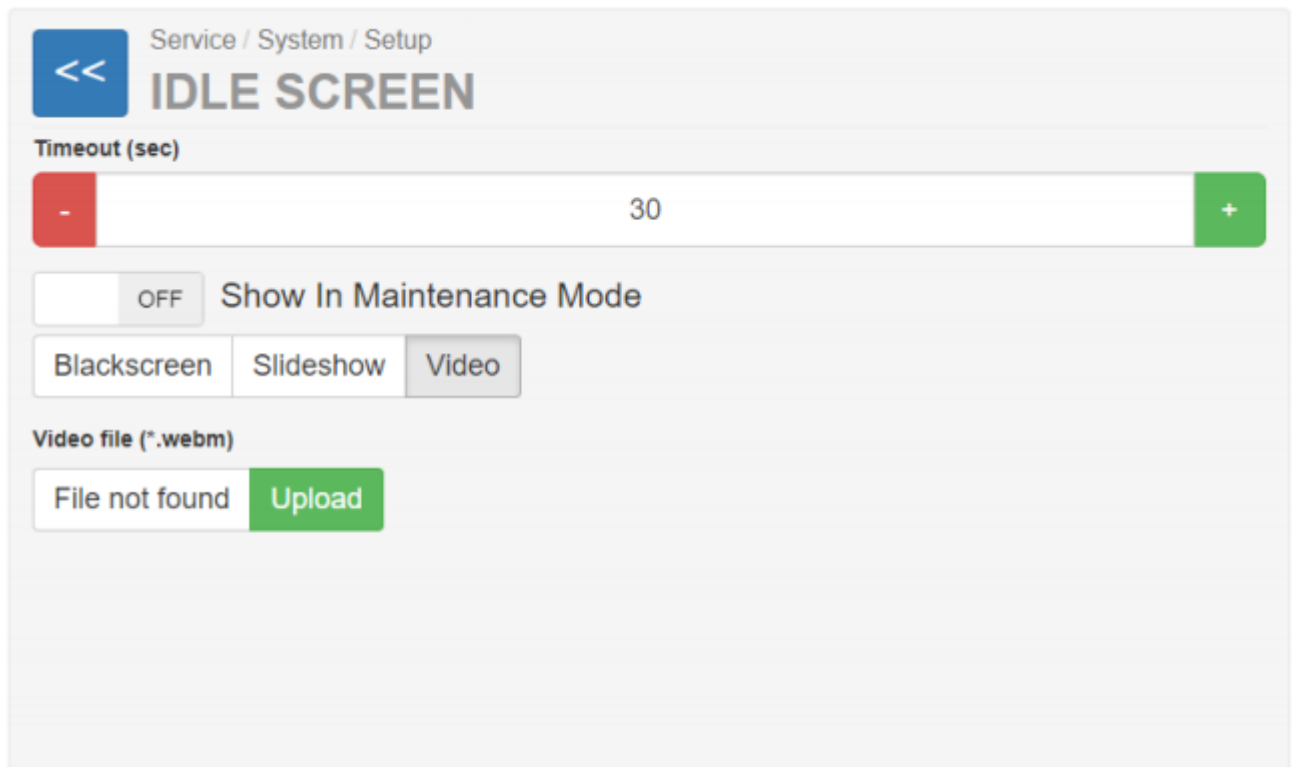 <<
Service / System / Setup
IDLE SCREEN
Timeout (sec)
- 30 +
OFF Show In Maintenance Mode
Blackscreen Slideshow Video
Video file (*.webm)
File not found Upload